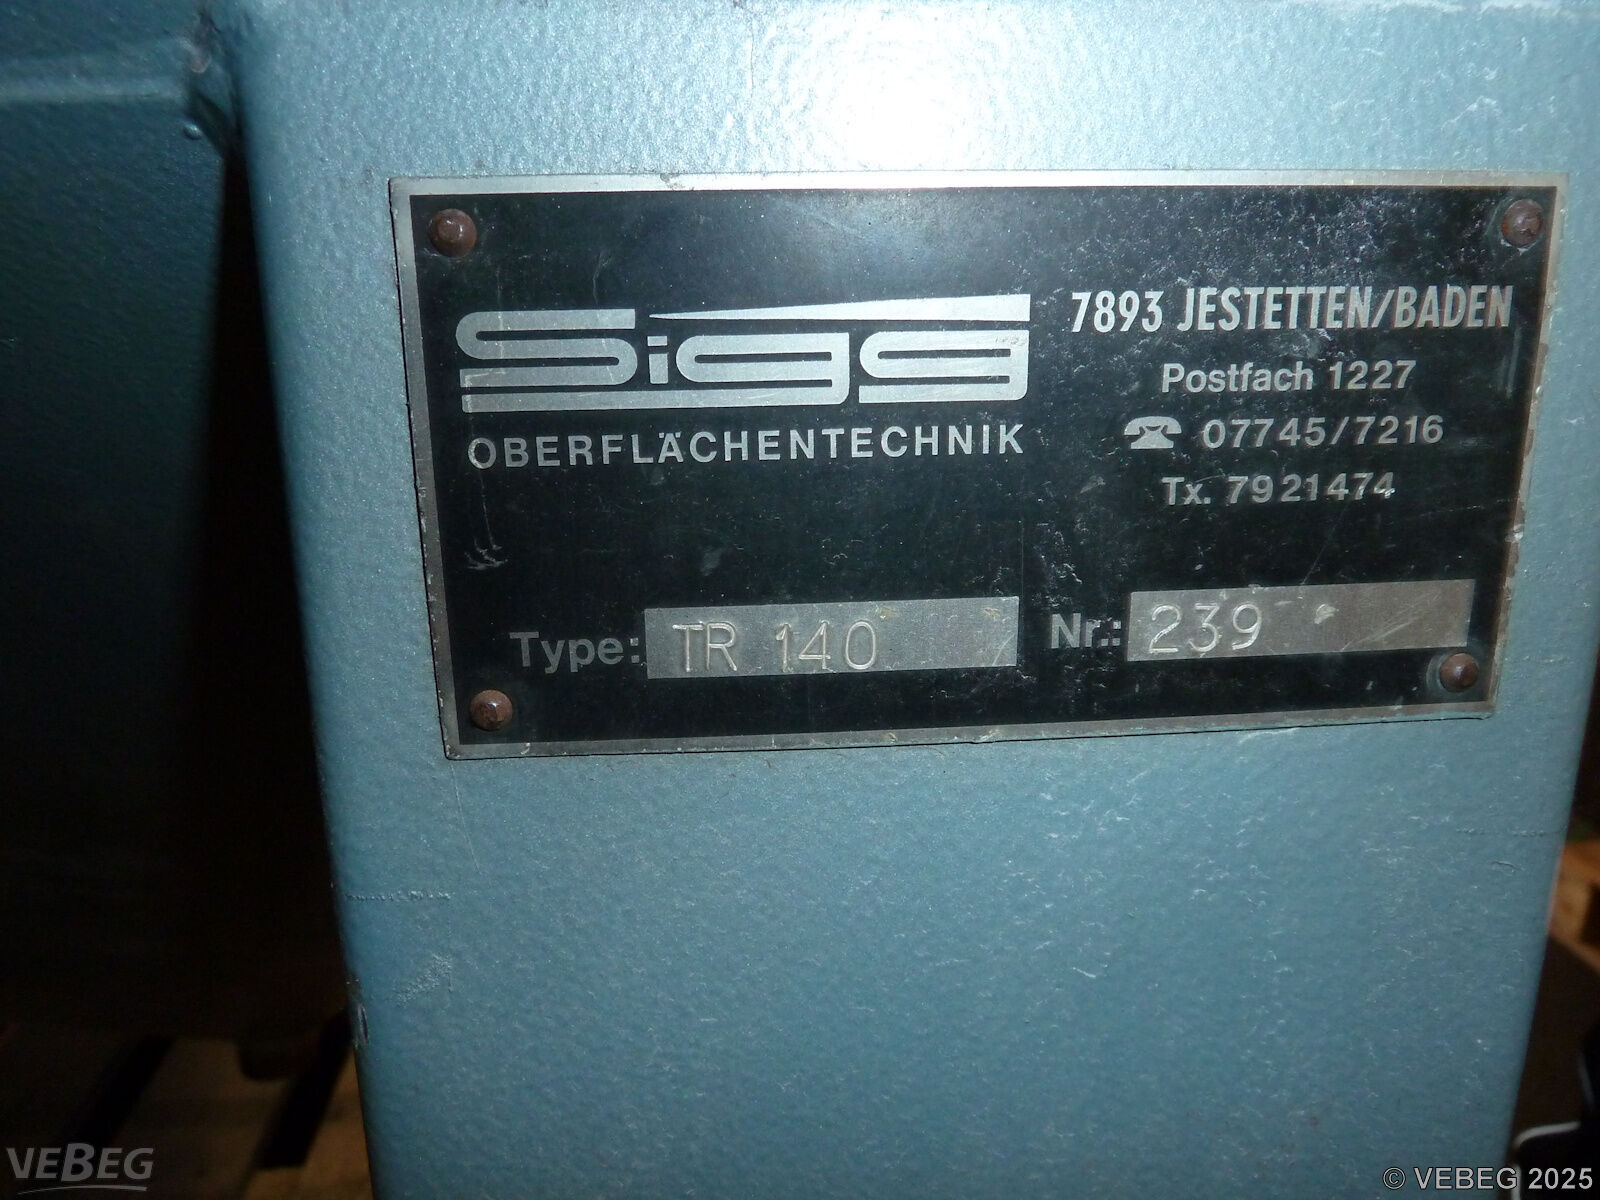 Sigg
OBERFLÄCHENTECHNIK
7893 JESTETTEN/BADEN
Postfach 1227
☎ 07745/7216
Tx. 7921474
Type: TR 140
Nr.: 239
VEBEG
© VEBEG 2025